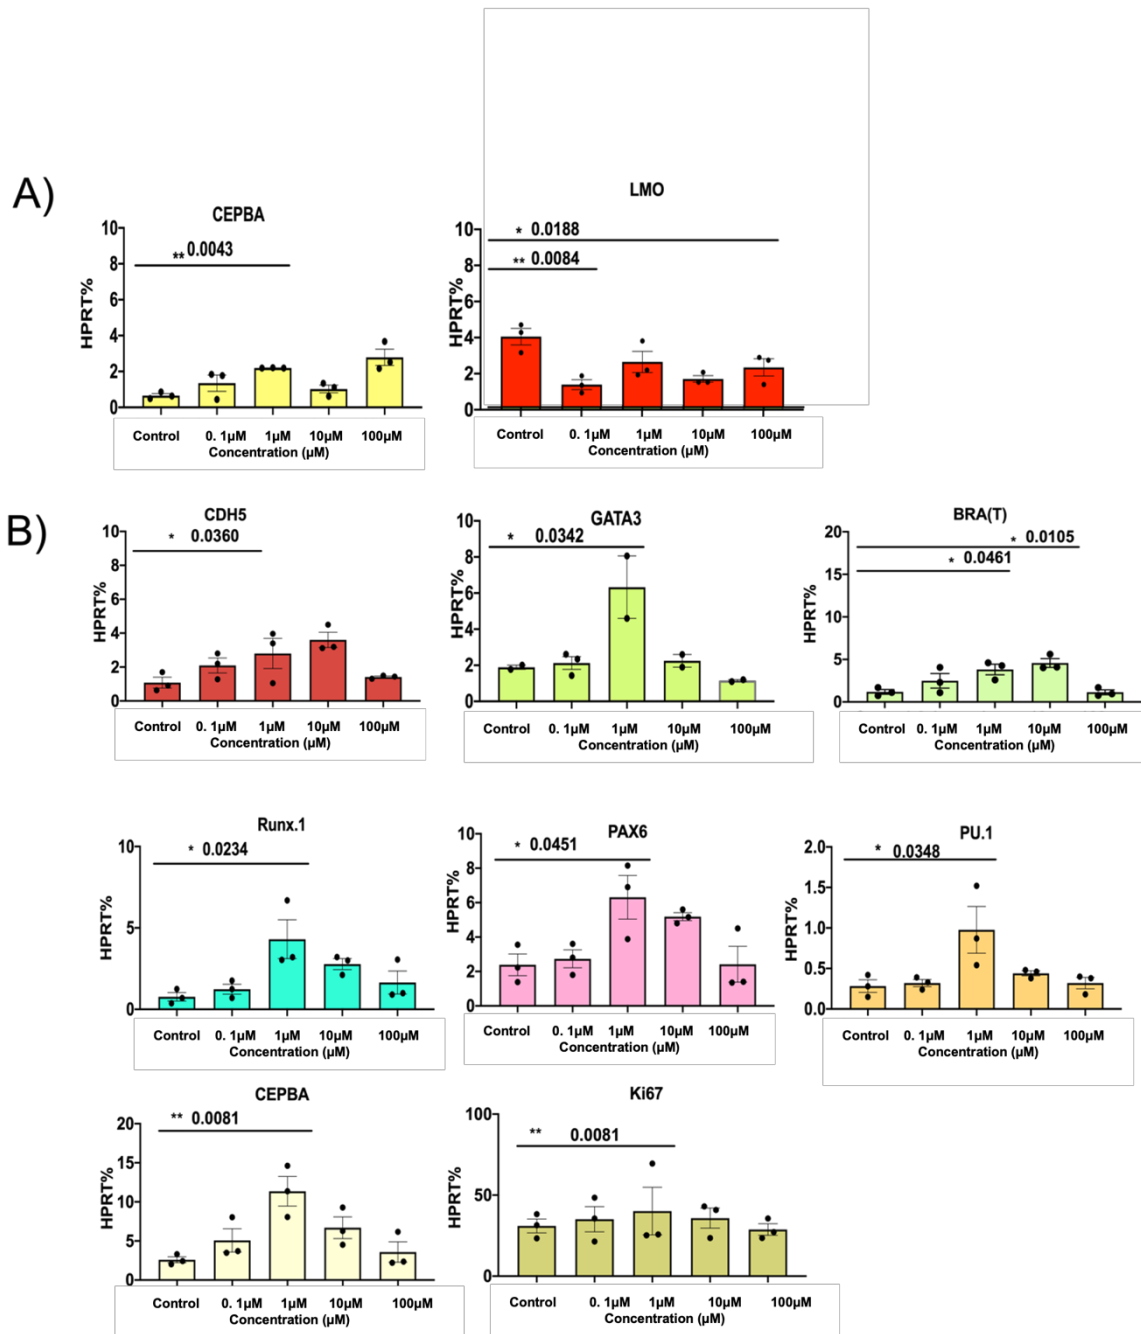 A)
CEPBA
** 0.0043
HPRT%
10
8
6
4
2
0
Control 0. 1µM 1µM 10µM 100µM
Concentration (µM)
LMO
* 0.0188
** 0.0084
HPRT%
10
8
6
4
2
0
Control 0. 1µM 1µM 10µM 100µM
Concentration (µM)
B)
CDH5
* 0.0360
HPRT%
10
8
6
4
2
0
Control 0. 1µM 1µM 10µM 100µM
Concentration (µM)
GATA3
* 0.0342
HPRT%
10
8
6
4
2
0
Control 0. 1µM 1µM 10µM 100µM
Concentration (µM)
BRA(T)
* 0.0105
* 0.0461
HPRT%
20
15
10
5
0
Control 0. 1µM 1µM 10µM 100µM
Concentration (µM)
Runx.1
* 0.0234
HPRT%
10
5
0
Control 0. 1µM 1µM 10µM 100µM
Concentration (µM)
PAX6
* 0.0451
HPRT%
10
8
6
4
2
0
Control 0. 1µM 1µM 10µM 100µM
Concentration (µM)
PU.1
* 0.0348
HPRT%
2.0
1.5
1.0
0.5
0.0
Control 0. 1µM 1µM 10µM 100µM
Concentration (µM)
CEPBA
** 0.0081
HPRT%
20
15
10
5
0
Control 0. 1µM 1µM 10µM 100µM
Concentration (µM)
Ki67
** 0.0081
HPRT%
100
50
0
Control 0. 1µM 1µM 10µM 100µM
Concentration (µM)